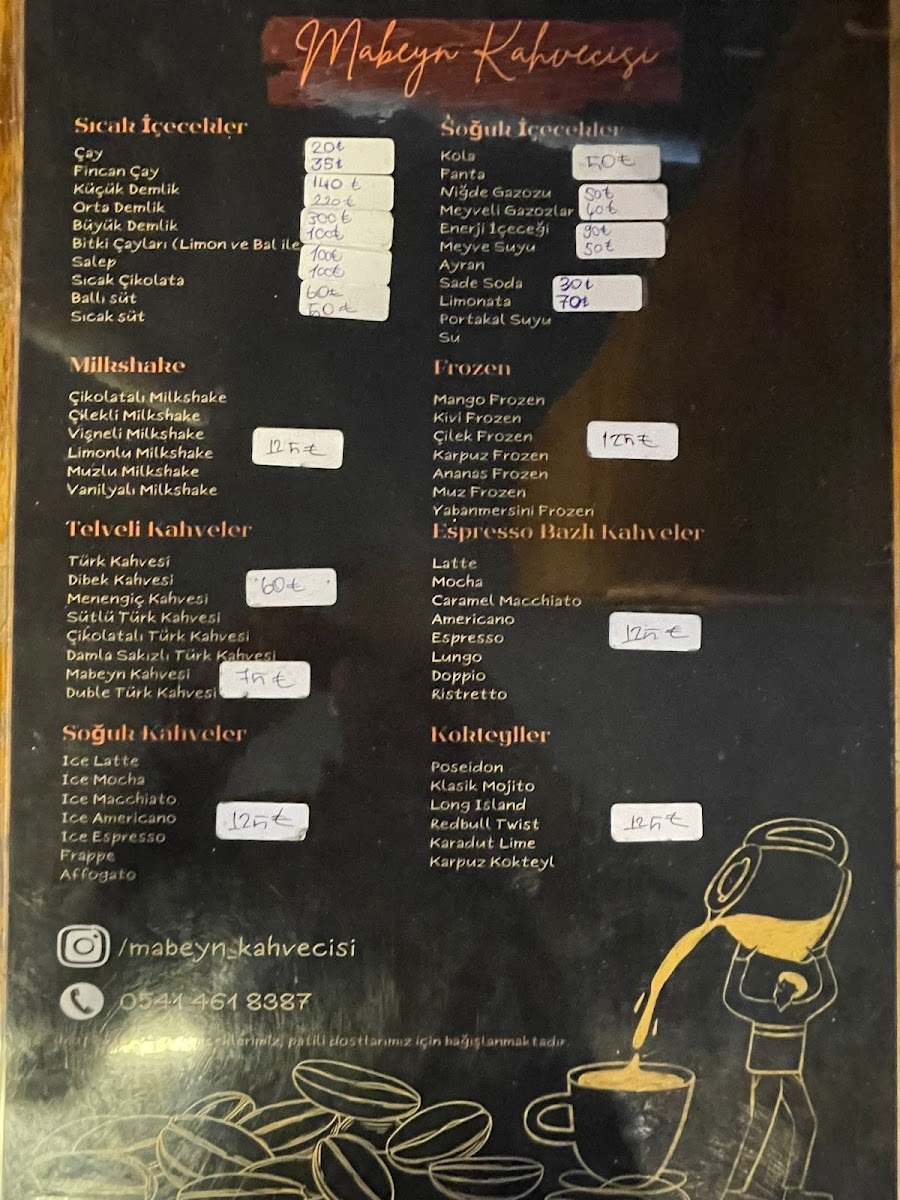 Mabeyn Kahvecisi
Sıcak İçecekler
Çay 20₺
Fincan Çay 35₺
Küçük Demlik 140 ₺
Orta Demlik 220₺
Büyük Demlik 300₺
Bitki Çayları (Limon ve Bal ile 100₺
Salep 100₺
Sıcak Çikolata 100₺
Ballı süt 60₺
Sıcak süt 50₺
Soğuk İçecekler
Kola 50₺
Fanta
Niğde Gazozu 50₺
Meyveli Gazozlar 40₺
Enerji İçeceği 90₺
Meyve Suyu 50₺
Ayran
Sade Soda 30₺
Limonata 70₺
Portakal Suyu
Su
Milkshake
Çikolatalı Milkshake
Çilekli Milkshake
Vişneli Milkshake
Limonlu Milkshake 125₺
Muzlu Milkshake
Vanilyalı Milkshake
Frozen
Mango Frozen
Kivi Frozen
Çilek Frozen 125₺
Karpuz Frozen
Ananas Frozen
Muz Frozen
Yabanmersini Frozen
Telveli Kahveler
Türk Kahvesi
Dibek Kahvesi 60₺
Menengiç Kahvesi
Sütlü Türk Kahvesi
Çikolatalı Türk Kahvesi
Damla Sakızlı Türk Kahvesi
Mabeyn Kahvesi 75₺
Duble Türk Kahvesi
Espresso Bazlı Kahveler
Latte
Mocha
Caramel Macchiato
Americano 125₺
Espresso
Lungo
Doppio
Ristretto
Soğuk Kahveler
Ice Latte
Ice Mocha
Ice Macchiato
Ice Americano 125₺
Ice Espresso
Frappe
Affogato
Kokteyller
Poseidon
Klasik Mojito
Long Island
Redbull Twist 125₺
Karadut Lime
Karpuz Kokteyl
/mabeyn_kahvecisi
0541 461 8387
patili dostlarımız için bağışlanmaktadır.